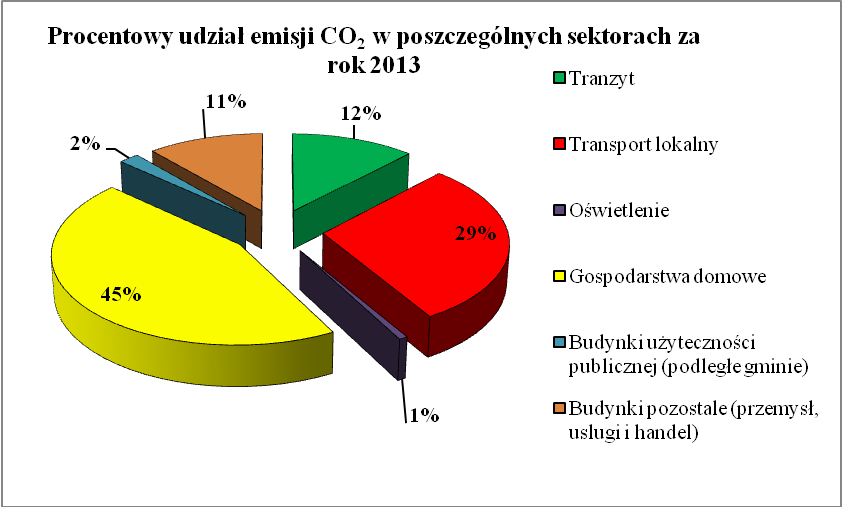 Procentowy udział emisji CO₂ w poszczególnych sektorach za
rok 2013
11%
12%
2%
29%
45%
1%
Tranzyt
Transport lokalny
Oświetlenie
Gospodarstwa domowe
Budynki użyteczności
publicznej (podległe gminie)
Budynki pozostałe (przemysł,
usługi i handel)